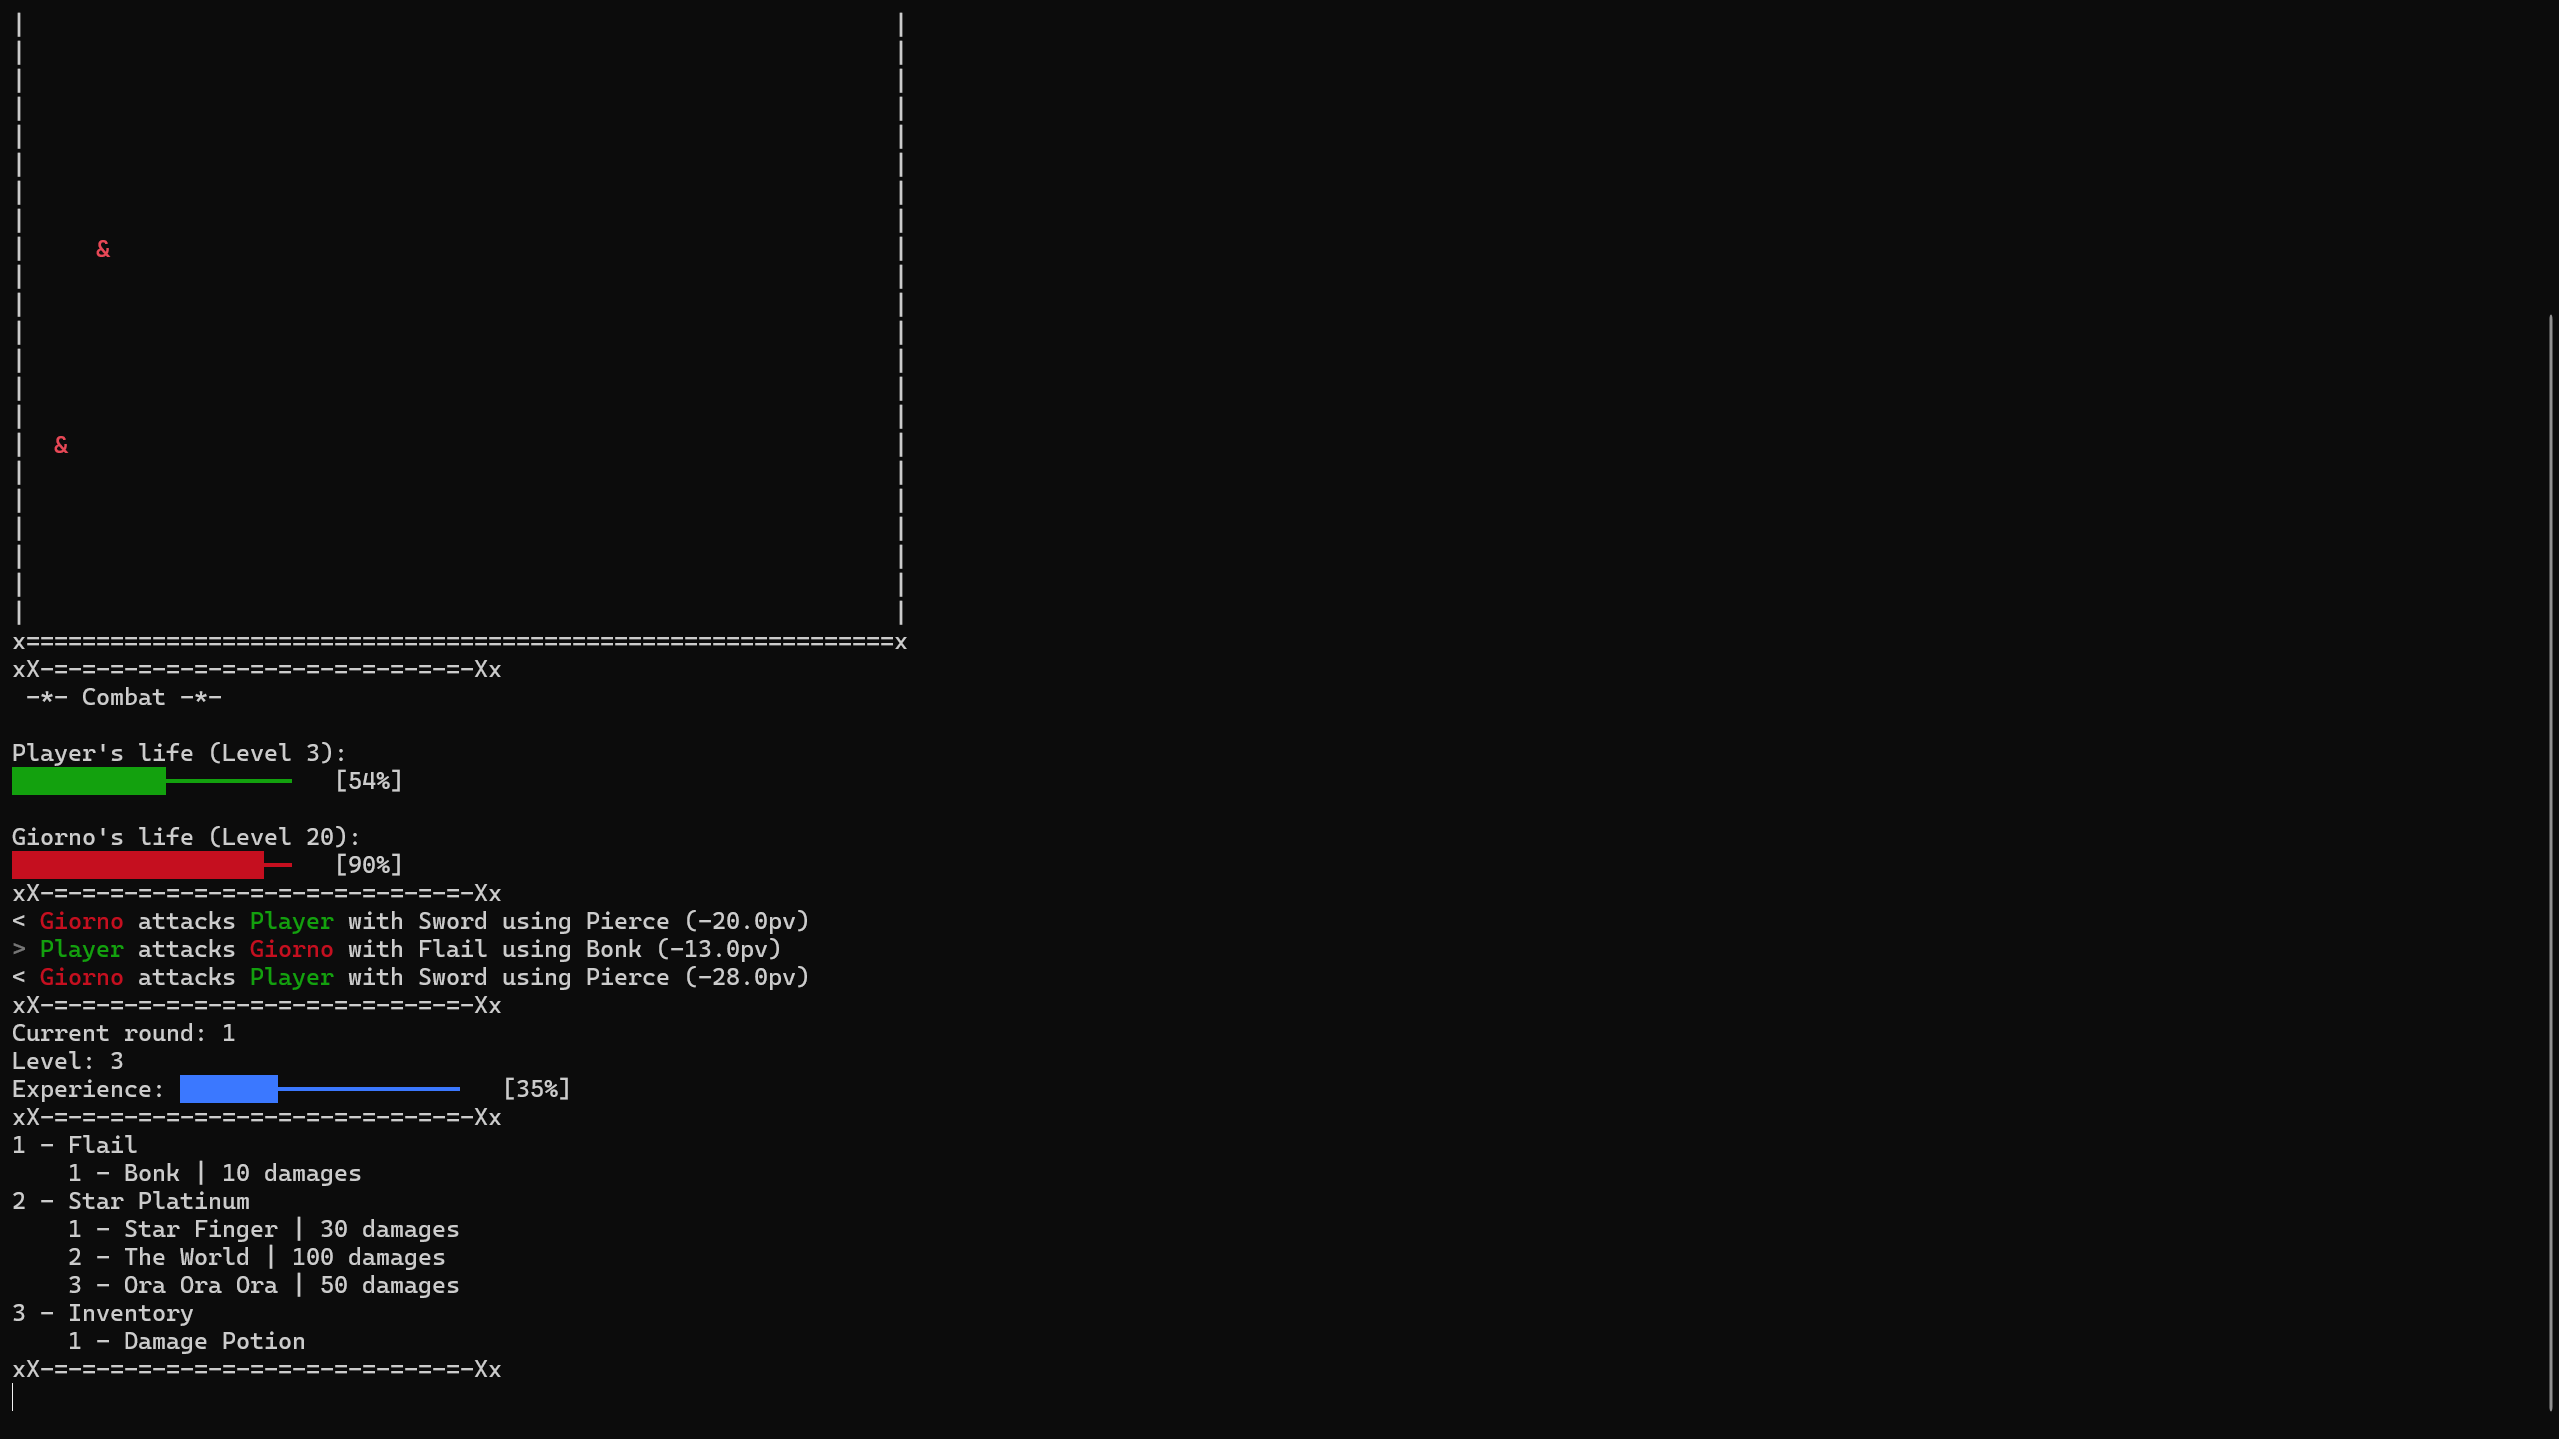 |                                                              |
|                                                              |
|                                                              |
|                                                              |
|                                                              |
|                                                              |
|                                                              |
|                                                              |
|     &                                                        |
|                                                              |
|                                                              |
|                                                              |
|                                                              |
|                                                              |
|                                                              |
|  &                                                           |
|                                                              |
|                                                              |
|                                                              |
|                                                              |
|                                                              |
|                                                              |
x==============================================================x
xX-=-=-=-=-=-=-=-=-=-=-=-=-=-=-=-Xx
 -*- Combat -*-
Player's life (Level 3):
[54%]
Giorno's life (Level 20):
[90%]
xX-=-=-=-=-=-=-=-=-=-=-=-=-=-=-=-Xx
< Giorno attacks Player with Sword using Pierce (-20.0pv)
> Player attacks Giorno with Flail using Bonk (-13.0pv)
< Giorno attacks Player with Sword using Pierce (-28.0pv)
xX-=-=-=-=-=-=-=-=-=-=-=-=-=-=-=-Xx
Current round: 1
Level: 3
Experience: [35%]
xX-=-=-=-=-=-=-=-=-=-=-=-=-=-=-=-Xx
1 - Flail
    1 - Bonk | 10 damages
2 - Star Platinum
    1 - Star Finger | 30 damages
    2 - The World | 100 damages
    3 - Ora Ora Ora | 50 damages
3 - Inventory
    1 - Damage Potion
xX-=-=-=-=-=-=-=-=-=-=-=-=-=-=-=-Xx